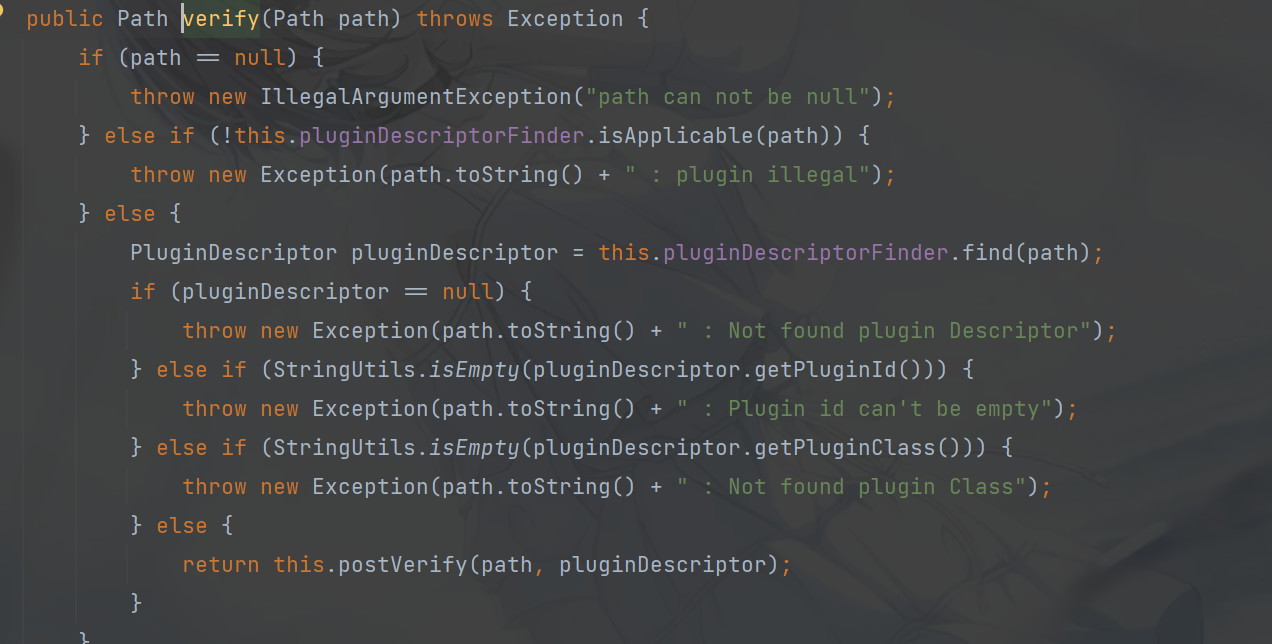 public Path verify(Path path) throws Exception {
if (path == null) {
throw new IllegalArgumentException("path can not be null");
} else if (!this.pluginDescriptorFinder.isApplicable(path)) {
throw new Exception(path.toString() + " : plugin illegal");
} else {
PluginDescriptor pluginDescriptor = this.pluginDescriptorFinder.find(path);
if (pluginDescriptor == null) {
throw new Exception(path.toString() + " : Not found plugin Descriptor");
} else if (StringUtils.isEmpty(pluginDescriptor.getPluginId())) {
throw new Exception(path.toString() + " : Plugin id can't be empty");
} else if (StringUtils.isEmpty(pluginDescriptor.getPluginClass())) {
throw new Exception(path.toString() + " : Not found plugin Class");
} else {
return this.postVerify(path, pluginDescriptor);
}
}